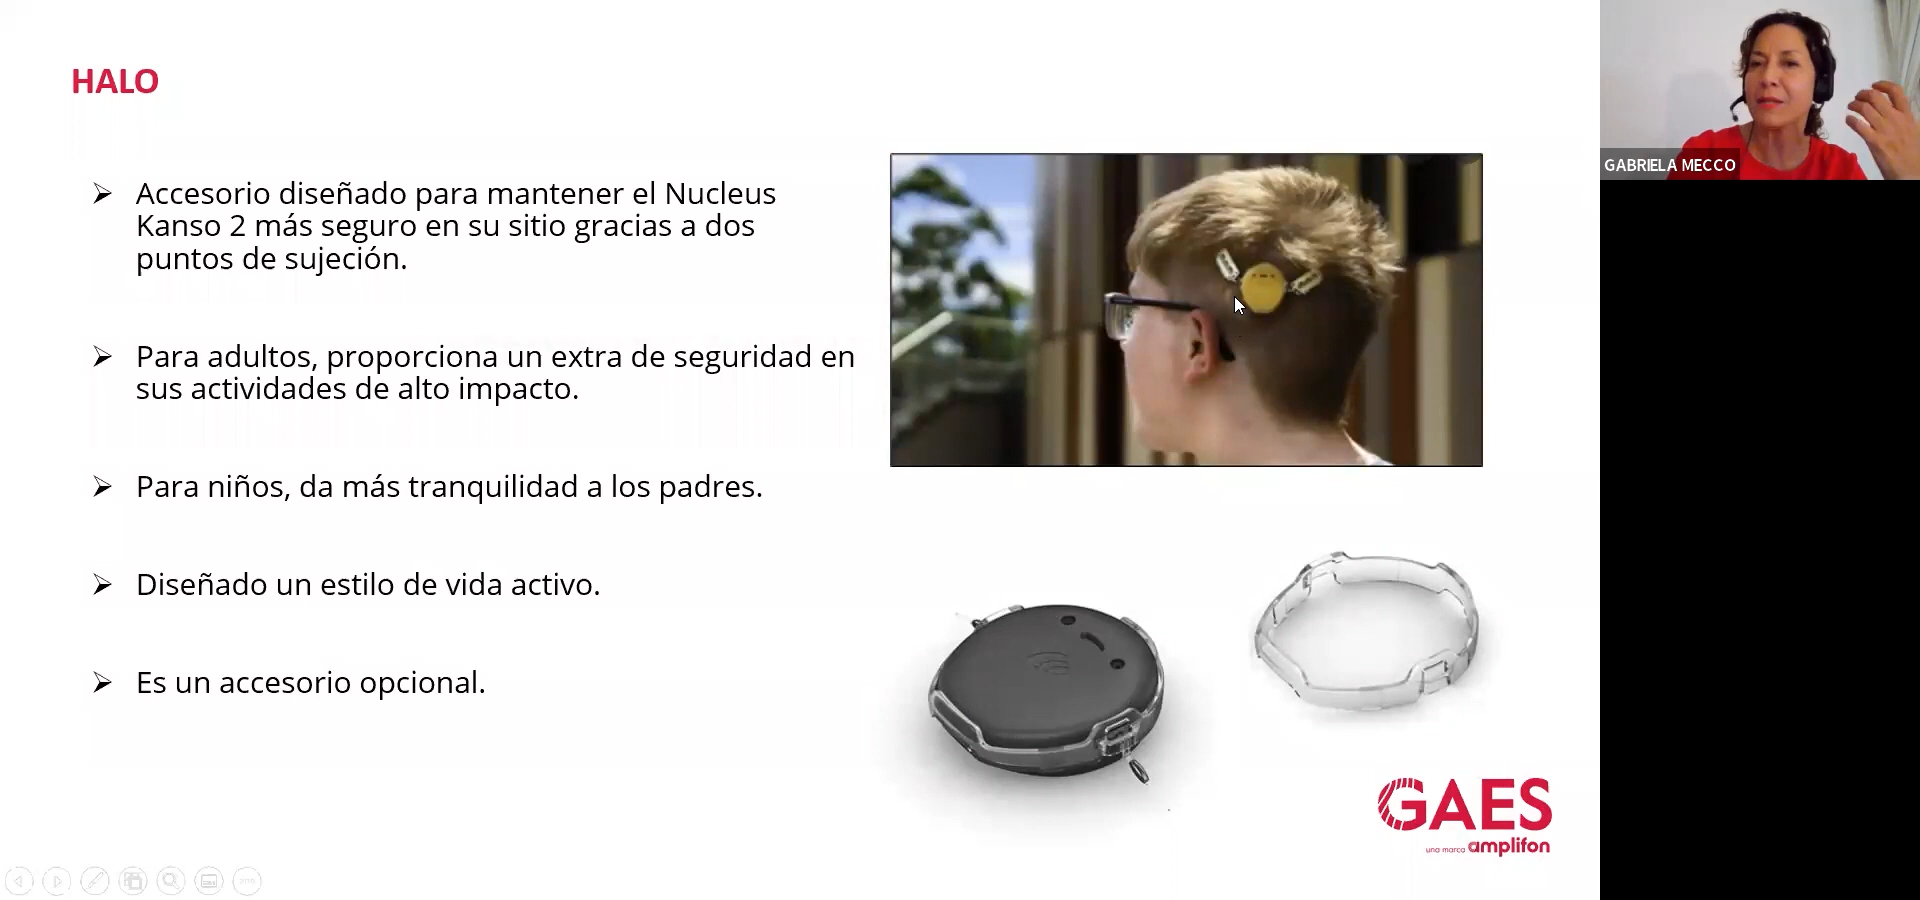 HALO
Accesorio diseñado para mantener el Nucleus
Kanso 2 más seguro en su sitio gracias a dos
puntos de sujeción.
Para adultos, proporciona un extra de seguridad en
sus actividades de alto impacto.
Para niños, da más tranquilidad a los padres.
Diseñado un estilo de vida activo.
Es un accesorio opcional.
GAES
una marca amplifon
GABRIELA MECCO